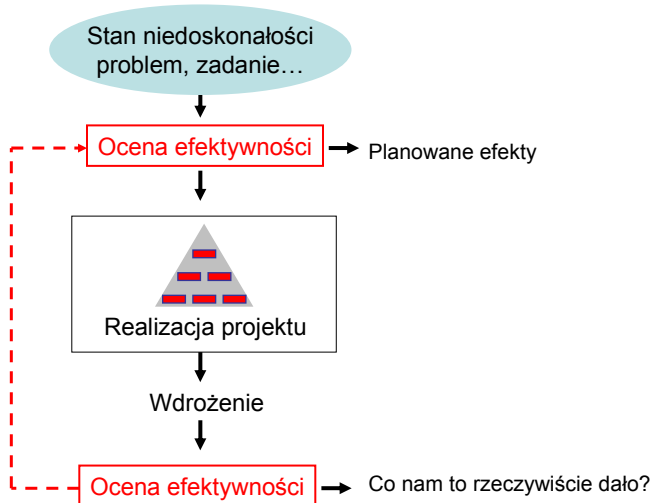 Stan niedoskonałości
problem, zadanie…
Ocena efektywności
Planowane efekty
Realizacja projektu
Wdrożenie
Ocena efektywności
Co nam to rzeczywiście dało?